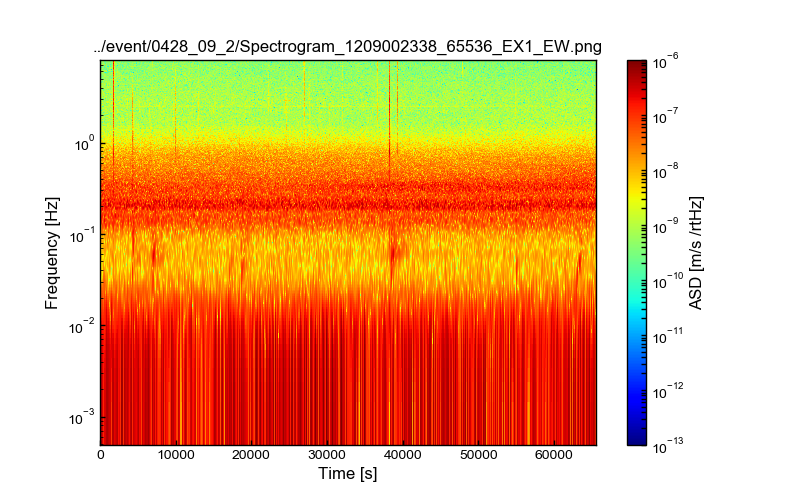 ../event/0428_09_2/Spectrogram_1209002338_65536_EX1_EW.png
Frequency [Hz]
10^0
10^-1
10^-2
10^-3
0 10000 20000 30000 40000 50000 60000
Time [s]
10^-6
10^-7
10^-8
10^-9
10^-10
10^-11
10^-12
10^-13
ASD [m/s /rtHz]